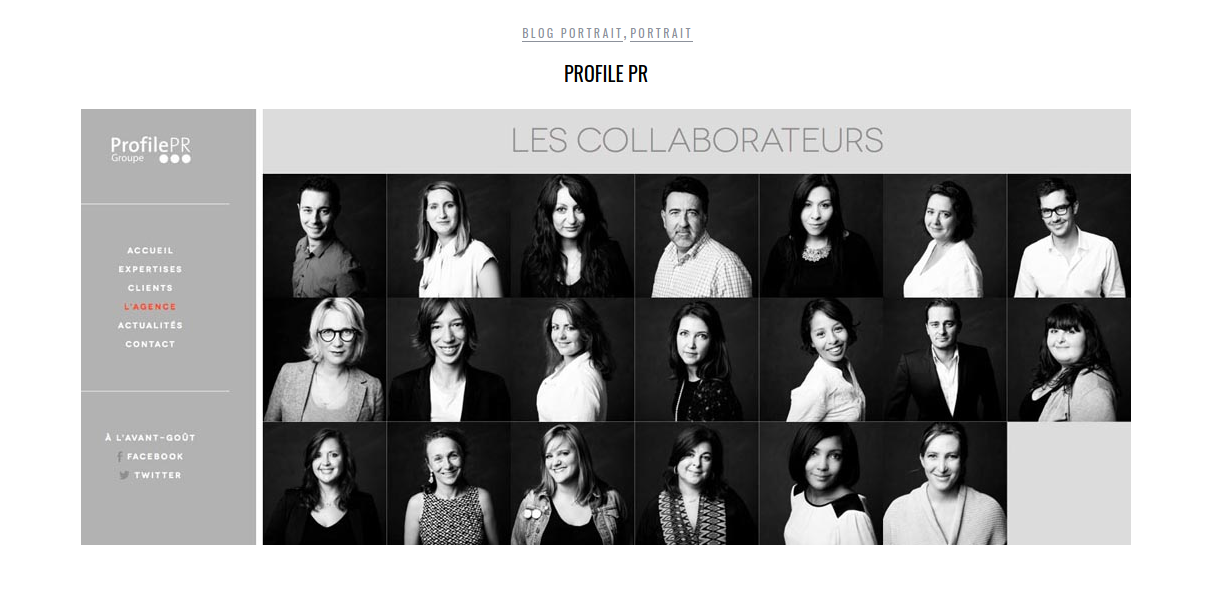 BLOG PORTRAIT, PORTRAIT
PROFILE PR
ProfilePR
Groupe
ACCUEIL
EXPERTISES
CLIENTS
L'AGENCE
ACTUALITÉS
CONTACT
À L'AVANT-GOÛT
FACEBOOK
TWITTER
LES COLLABORATEURS